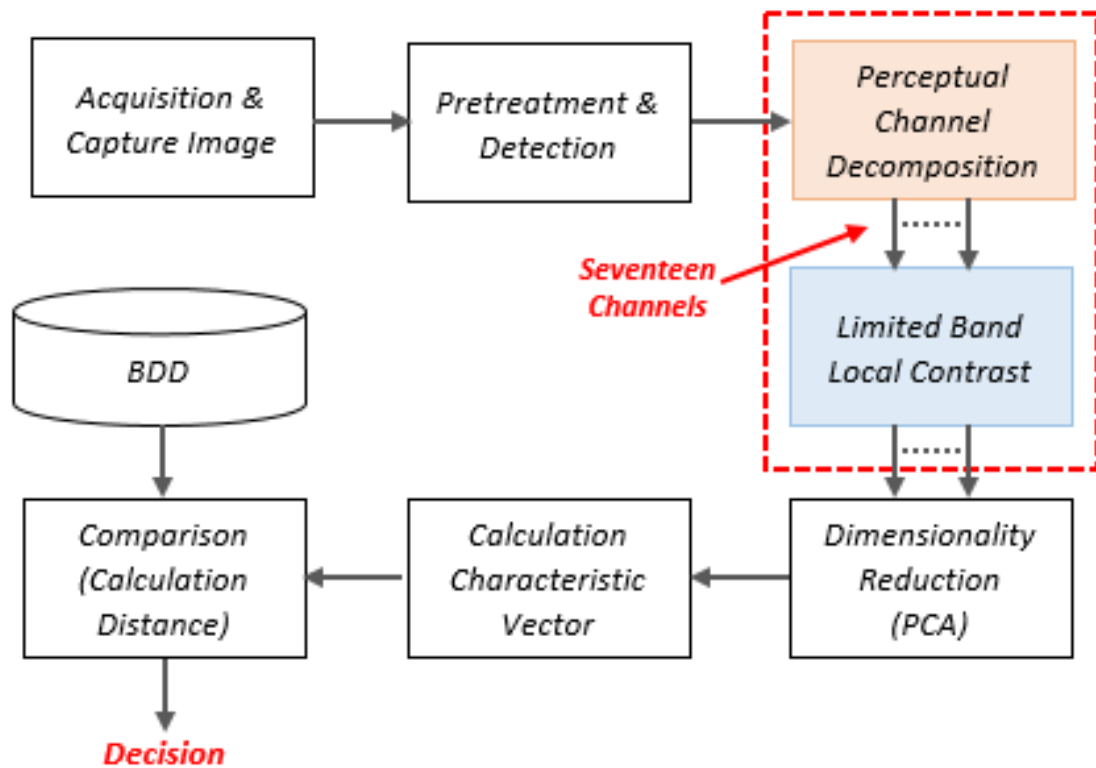 Acquisition &
Capture Image
Pretreatment &
Detection
Perceptual
Channel
Decomposition
Seventeen
Channels
Limited Band
Local Contrast
BDD
Comparison
(Calculation
Distance)
Calculation
Characteristic
Vector
Dimensionality
Reduction
(PCA)
Decision